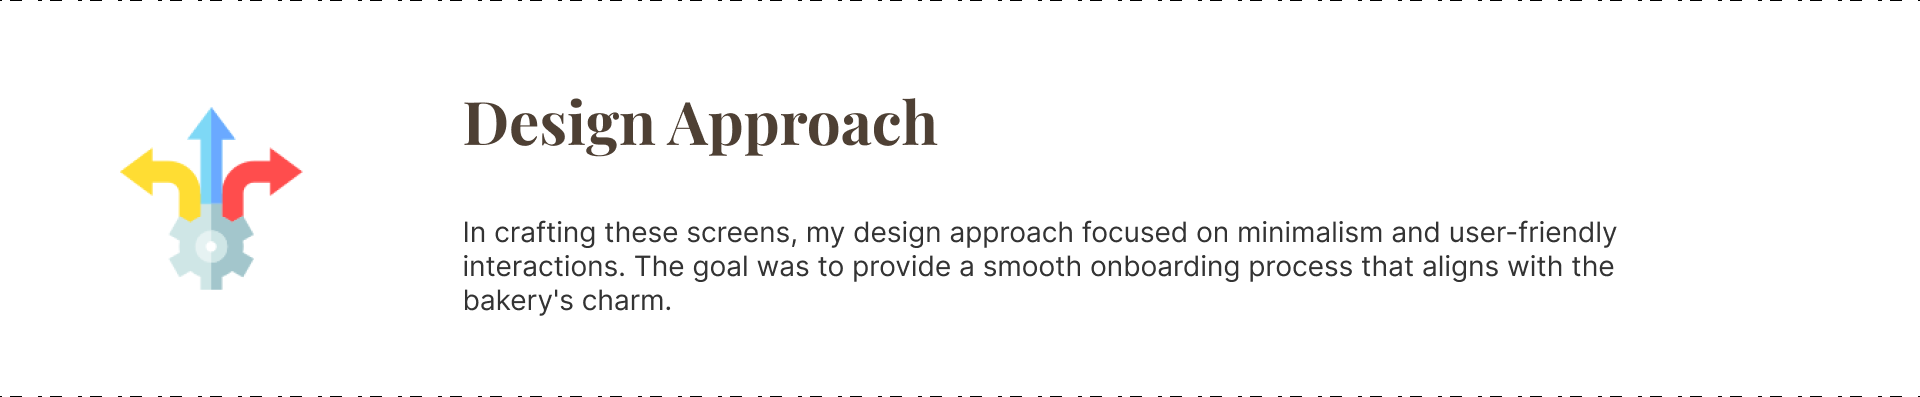 Design Approach
In crafting these screens, my design approach focused on minimalism and user-friendly
interactions. The goal was to provide a smooth onboarding process that aligns with the
bakery's charm.